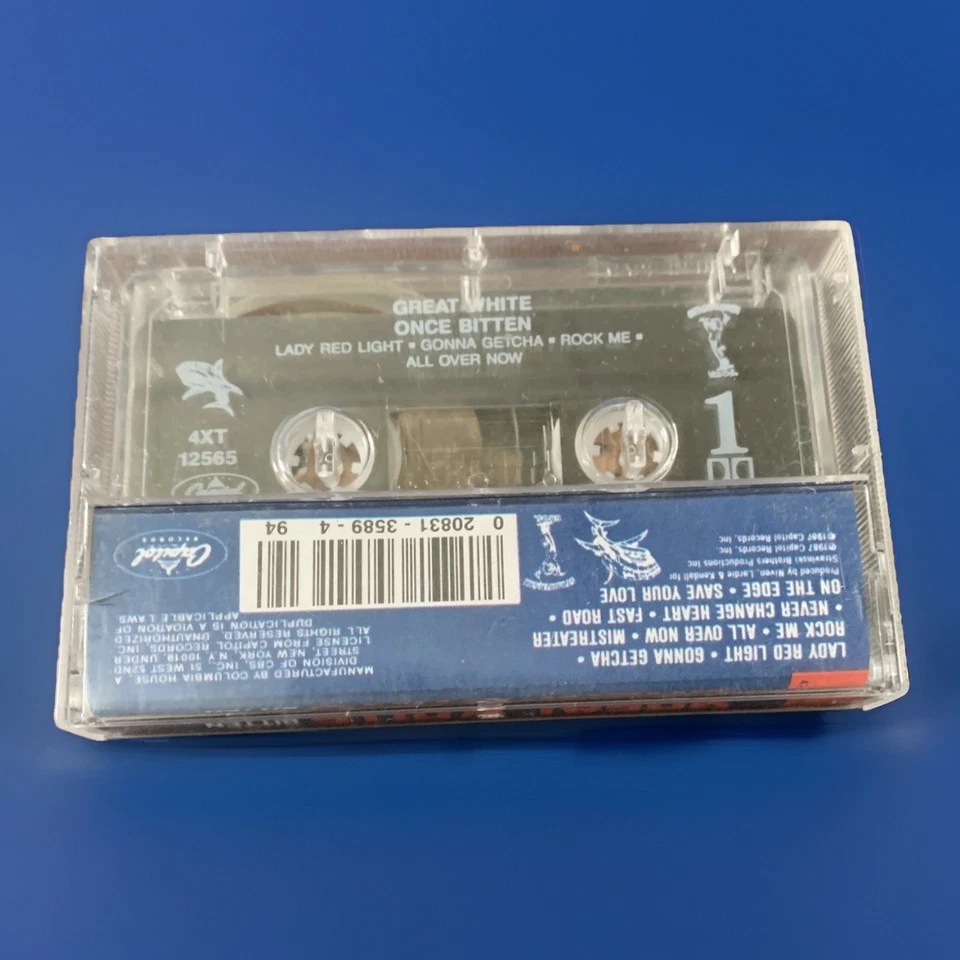 GREAT WHITE
ONCE BITTEN
LADY RED LIGHT • GONNA GETCHA • ROCK ME •
ALL OVER NOW
4XT
12565
1
LADY RED LIGHT • GONNA GETCHA •
ROCK ME • ALL OVER NOW • MISTREATER
• NEVER CHANGE HEART • FAST ROAD •
ON THE EDGE • SAVE YOUR LOVE
Produced by Niven, Lardie & Kendall for
Stravinski Brothers Productions Inc
℗1987 Capitol Records, Inc
©1987 Capitol Records, Inc
0 20831 - 3589 - 4 94
MANUFACTURED BY COLUMBIA HOUSE, A
DIVISION OF CBS, INC. 51 WEST 52ND
STREET, NEW YORK, N.Y. 10019 UNDER
LICENSE FROM CAPITOL RECORDS, INC.
ALL RIGHTS RESERVED. UNAUTHORIZED
DUPLICATION IS A VIOLATION OF
APPLICABLE LAWS
Capitol
RECORDS